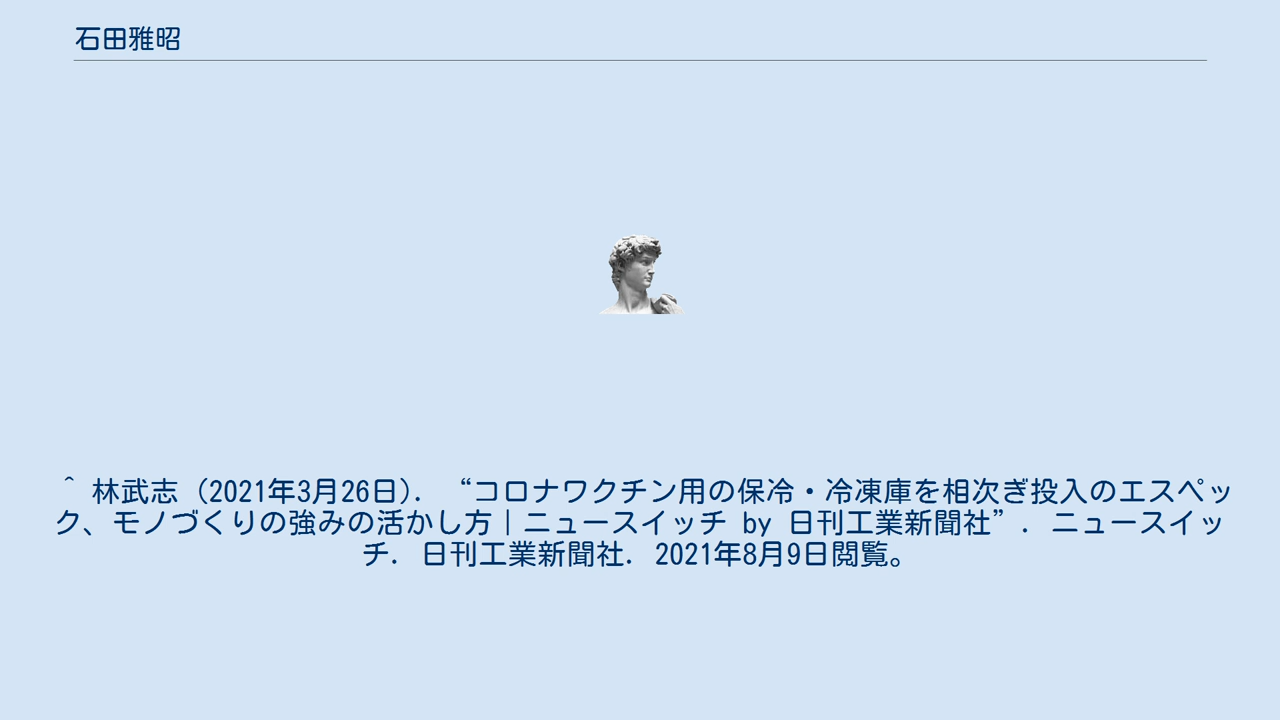 石田雅昭
^ 林武志 (2021年3月26日). “コロナワクチン用の保冷・冷凍庫を相次ぎ投入のエスペッ
ク、モノづくりの強みの活かし方｜ニュースイッチ by 日刊工業新聞社”. ニュースイッ
チ. 日刊工業新聞社. 2021年8月9日閲覧。